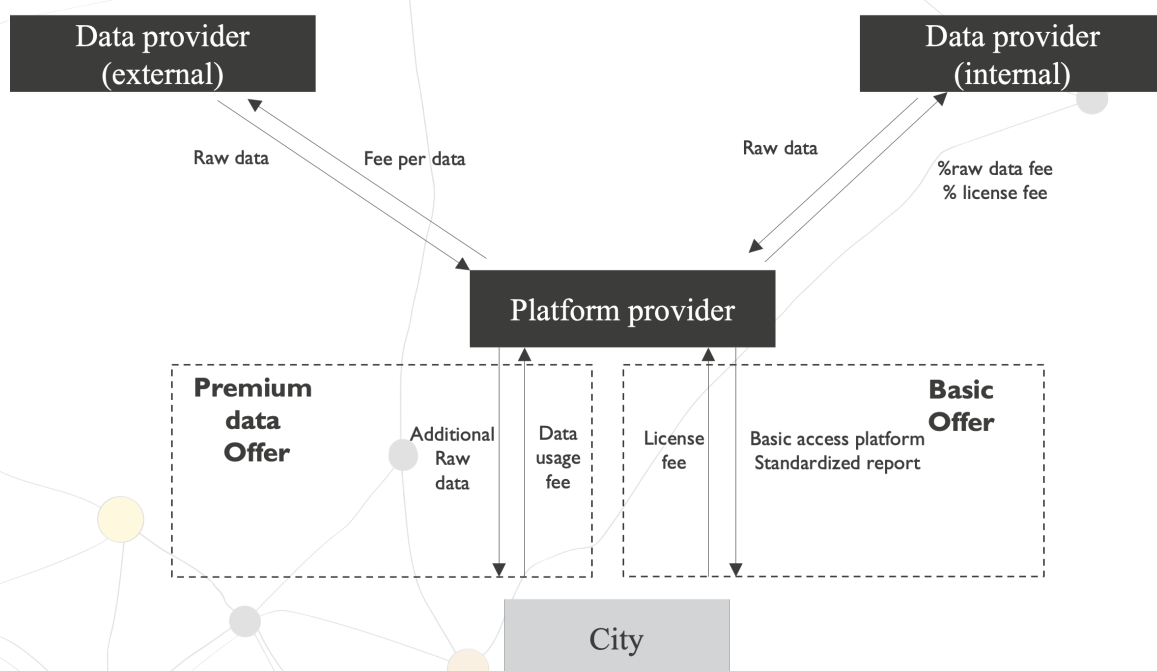 Data provider
(external)
Data provider
(internal)
Raw data
Fee per data
Raw data
%raw data fee
% license fee
Platform provider
Premium
data
Offer
Additional
Raw
data
Data
usage
fee
License
fee
Basic access platform
Standardized report
Basic
Offer
City